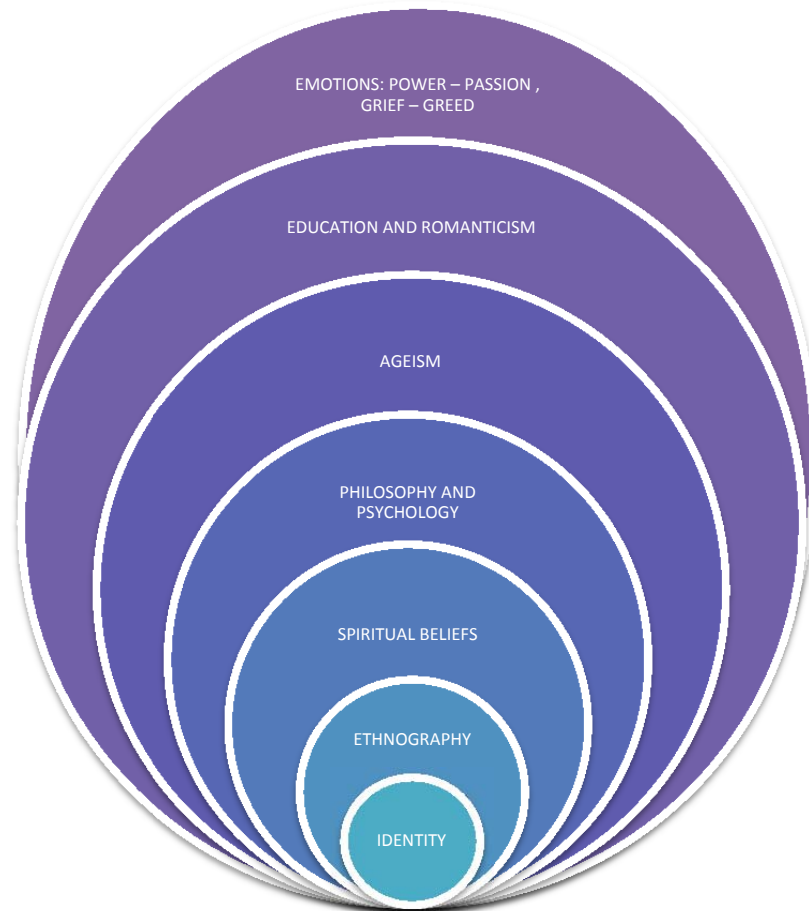 EMOTIONS: POWER – PASSION ,
GRIEF – GREED
EDUCATION AND ROMANTICISM
AGEISM
PHILOSOPHY AND
PSYCHOLOGY
SPIRITUAL BELIEFS
ETHNOGRAPHY
IDENTITY